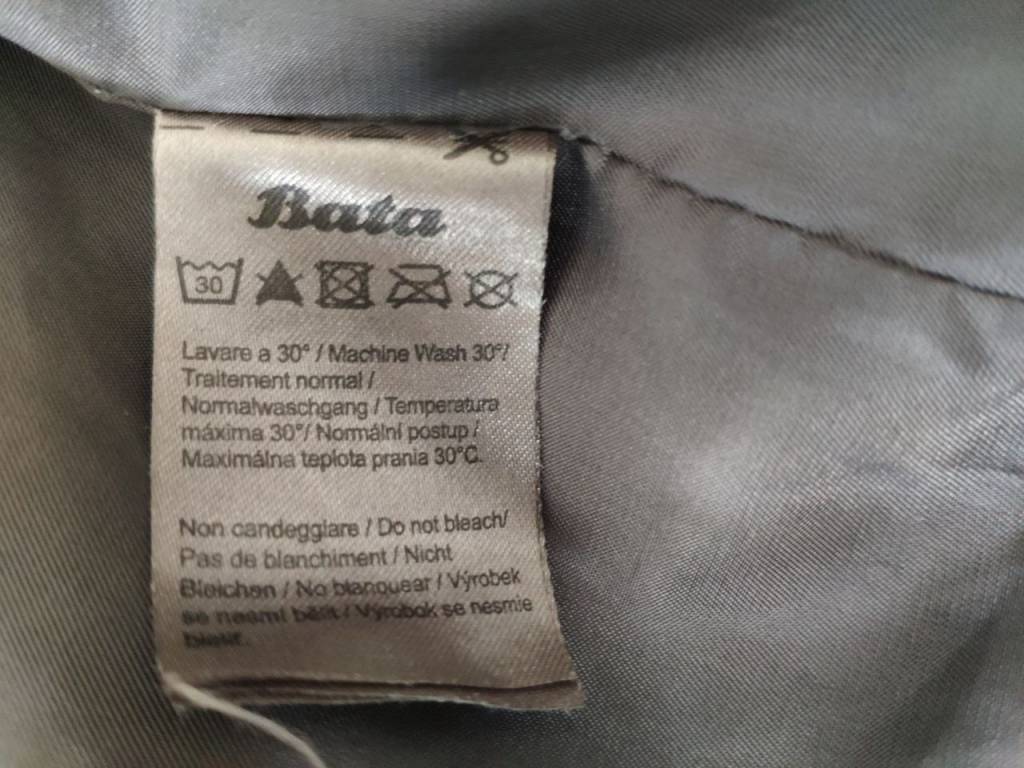 Bata
30
Lavare a 30° / Machine Wash 30°/
Traitement normal /
Normalwaschgang / Temperatura
máxima 30°/ Normální postup /
Maximálna teplota prania 30°C.
Non candeggiare / Do not bleach/
Pas de blanchiment / Nicht
Bleichen / No blanquear / Výrobek
se nesmí bělit / Výrobok se nesmie
bieliť.